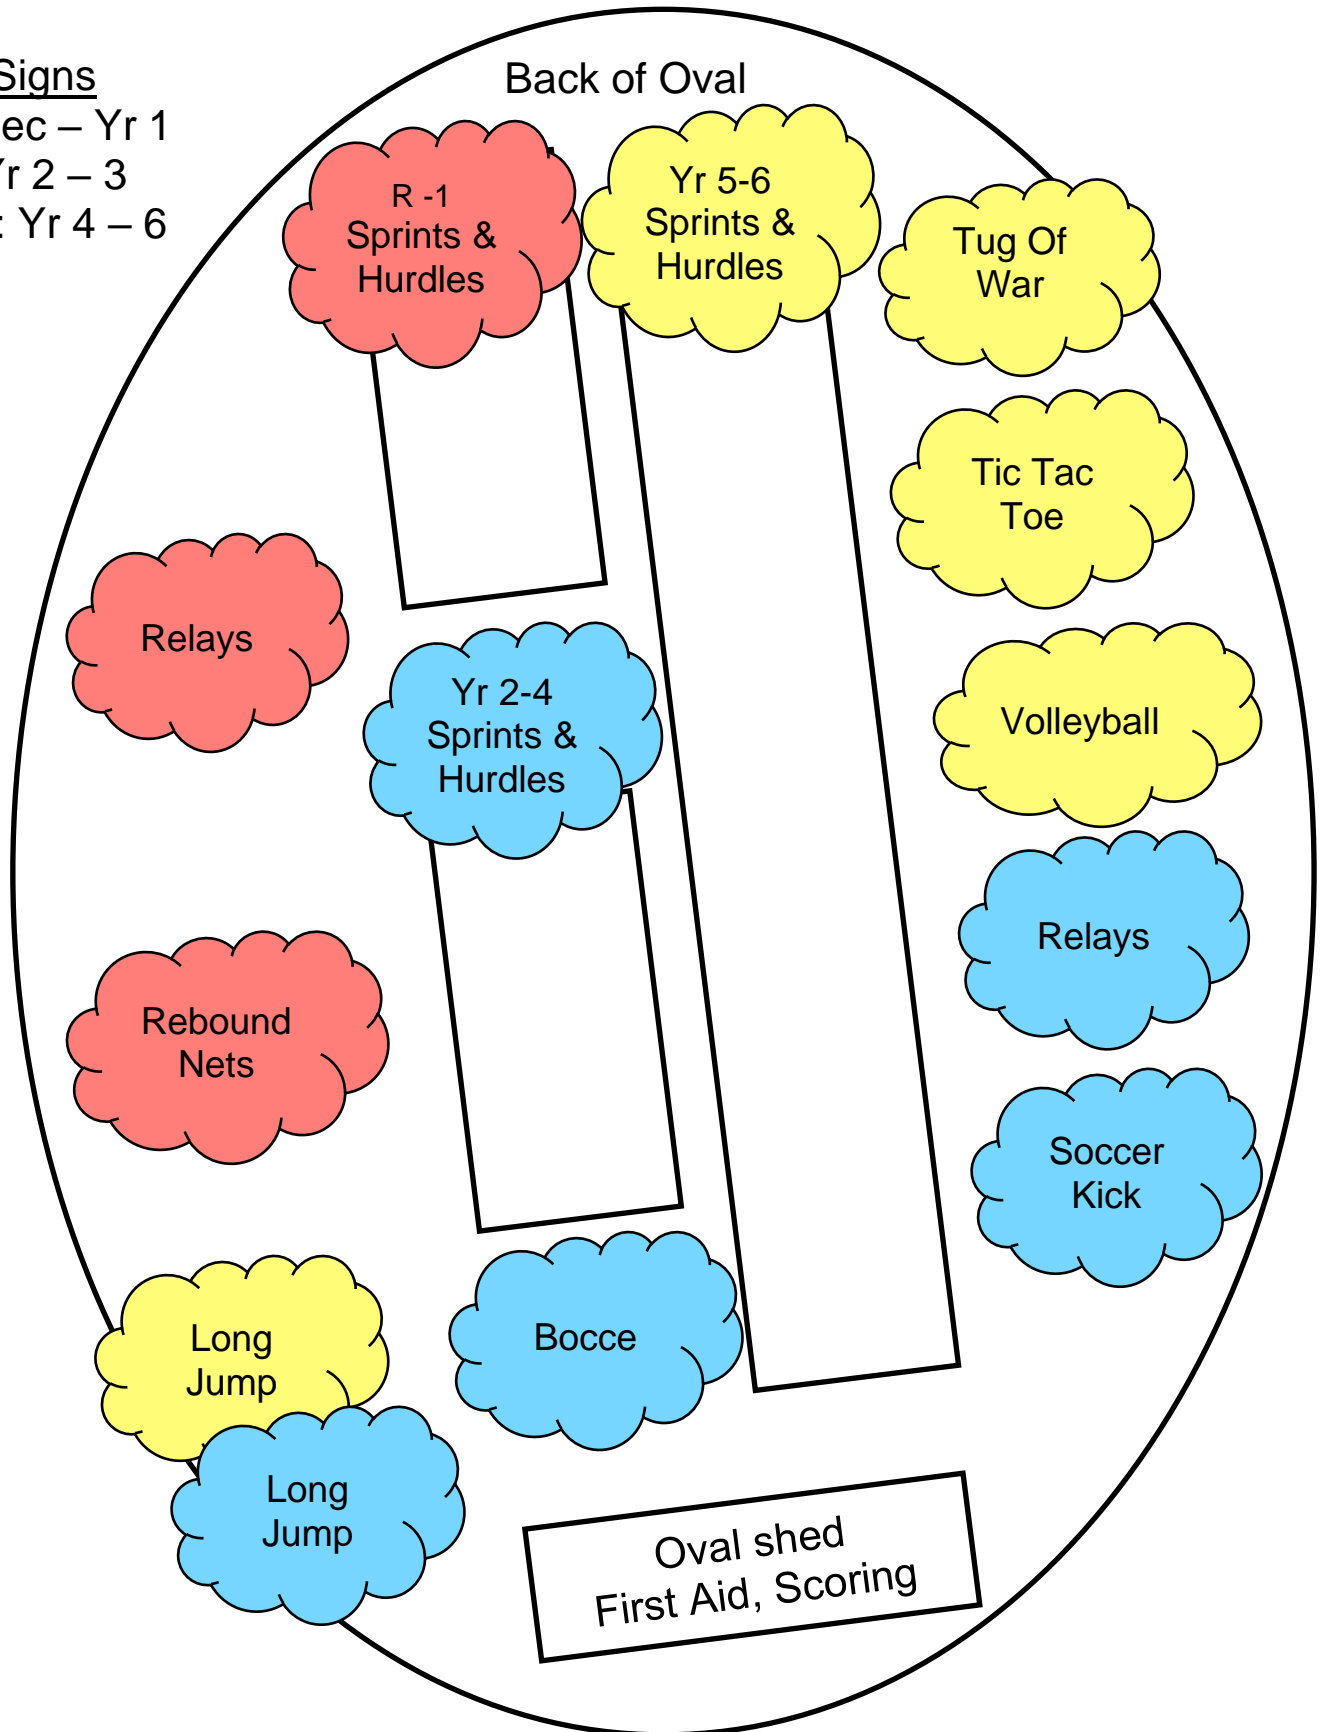 Signs
ec – Yr 1
r 2 – 3
: Yr 4 – 6
Back of Oval
R -1
Sprints &
Hurdles
Yr 5-6
Sprints &
Hurdles
Tug Of
War
Tic Tac
Toe
Relays
Yr 2-4
Sprints &
Hurdles
Volleyball
Relays
Rebound
Nets
Soccer
Kick
Long
Jump
Bocce
Long
Jump
Oval shed
First Aid, Scoring